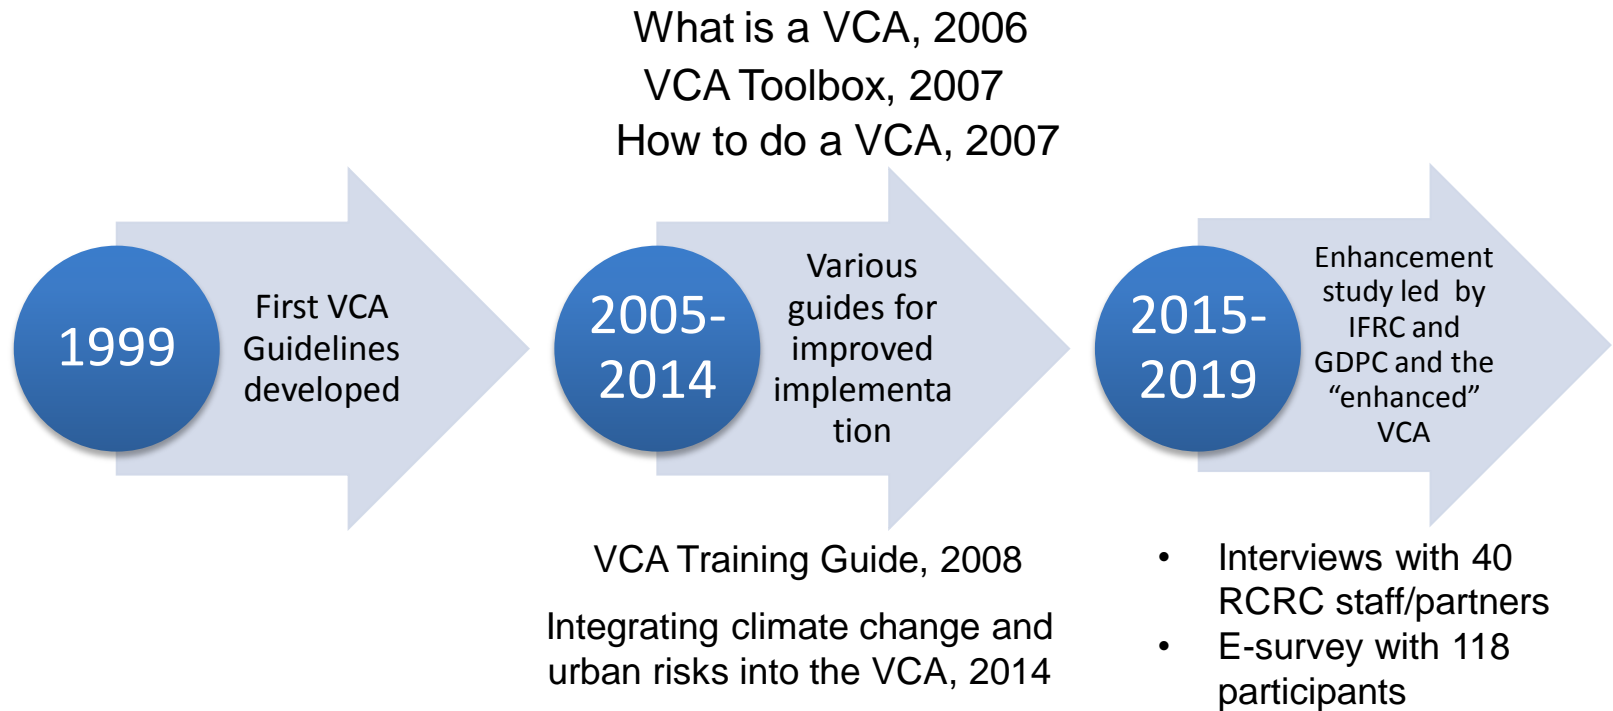 What is a VCA, 2006
VCA Toolbox, 2007
How to do a VCA, 2007
1999
First VCA
Guidelines
developed
2005-
2014
Various
guides for
improved
implementa
tion
2015-
2019
Enhancement
study led by
IFRC and
GDPC and the
“enhanced”
VCA
VCA Training Guide, 2008
Integrating climate change and
urban risks into the VCA, 2014
• Interviews with 40
RCRC staff/partners
• E-survey with 118
participants